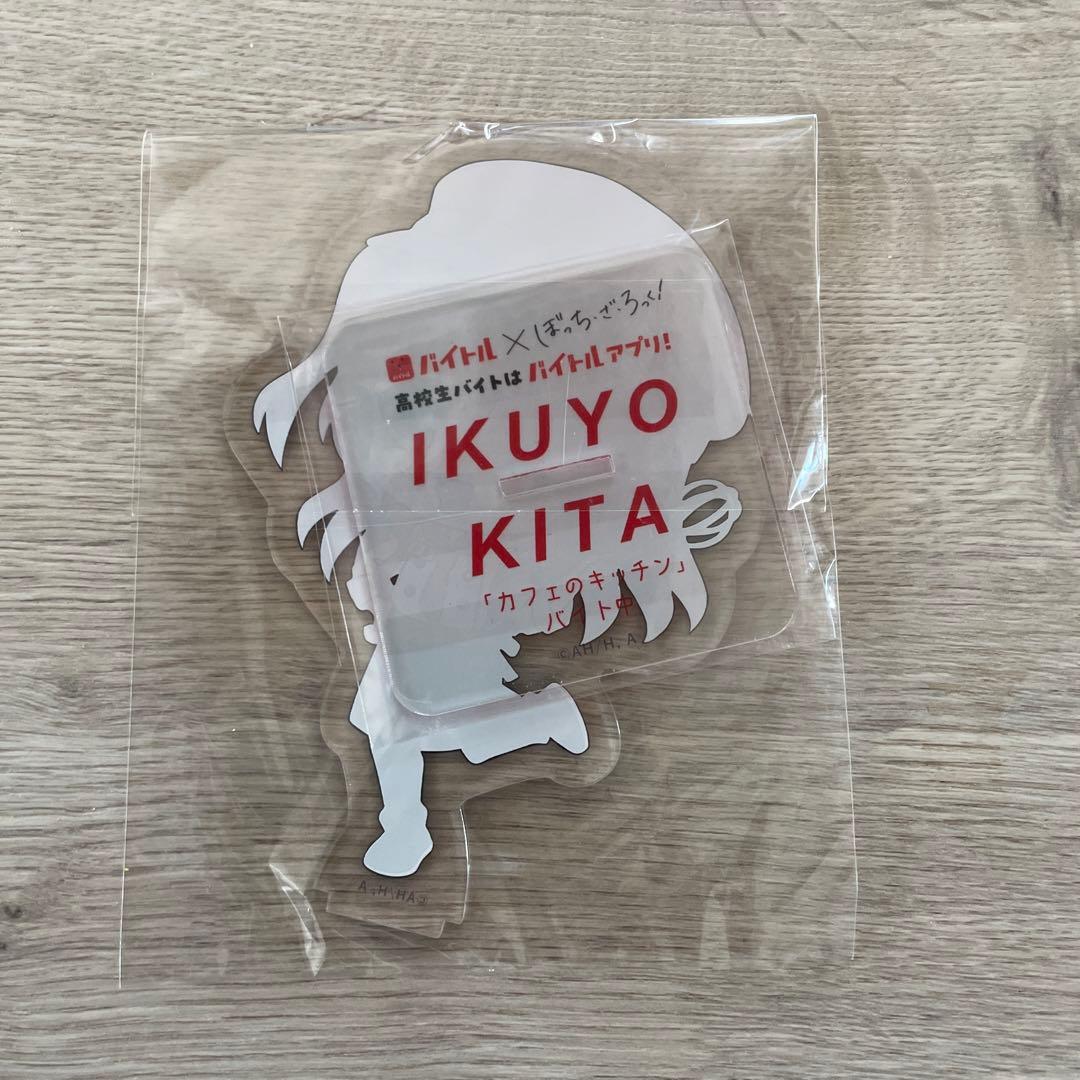 バイトル バイトル×ぼっち・ざ・ろっく！
高校生バイトはバイトルアプリ！
IKUYO
KITA
「カフェのキッチン」
バイト中
©AH/H, A